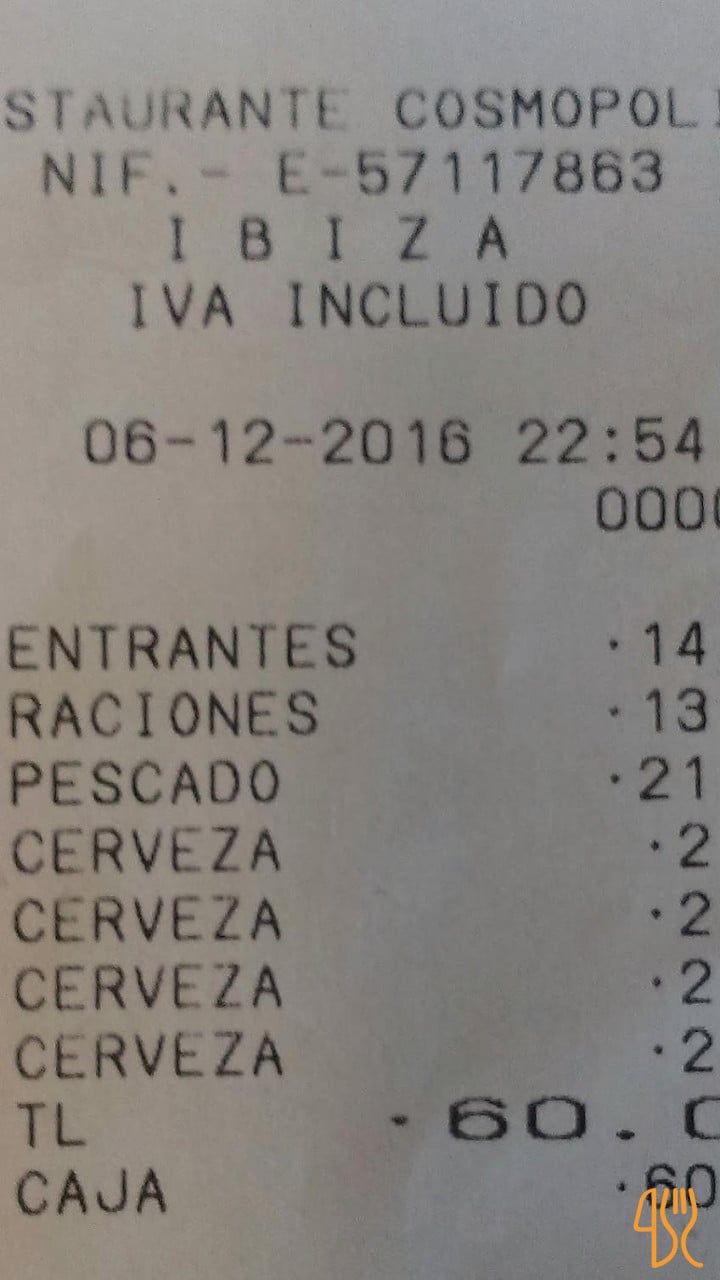 STAURANTE COSMOPOL
NIF.- E-57117863
I B I Z A
IVA INCLUIDO
06-12-2016 22:54
000
ENTRANTES ·14
RACIONES ·13
PESCADO ·21
CERVEZA ·2
CERVEZA ·2
CERVEZA ·2
CERVEZA ·2
TL ·60.
CAJA ·60